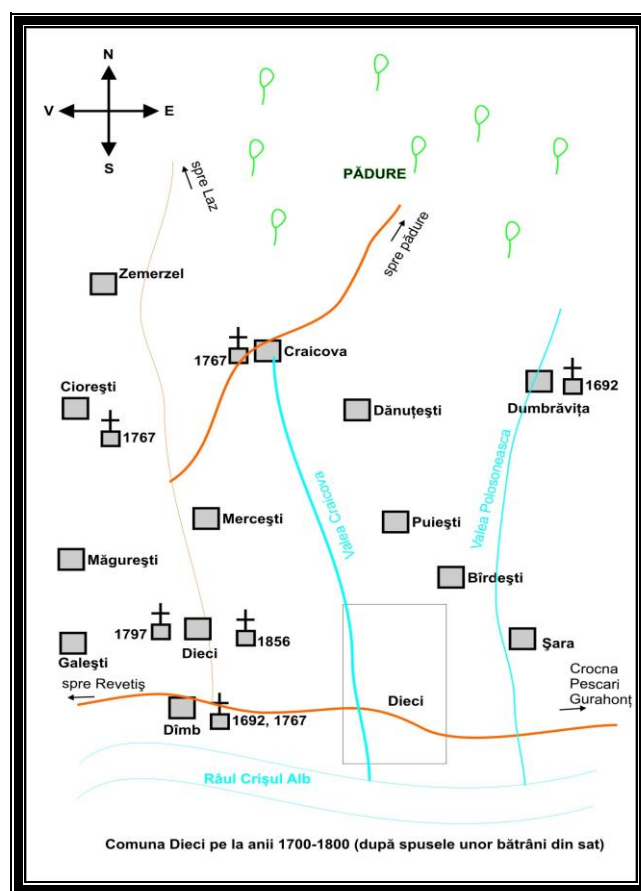 N
V
E
S
PĂDURE
spre Laz
spre pădure
Zemerzel
1767
Craicova
Ciorești
1767
Dănuțești
1692
Dumbrăvița
Valea Craicova
Valea Polosoneasca
Mercești
Puiești
Măgurești
Bîrdești
1797
Dieci
1856
Galești
Şara
spre Revetiș
Dieci
Crocna
Pescari
Gurahonț
Dîmb
1692, 1767
Râul Crișul Alb
Comuna Dieci pe la anii 1700-1800 (după spusele unor bătrâni din sat)